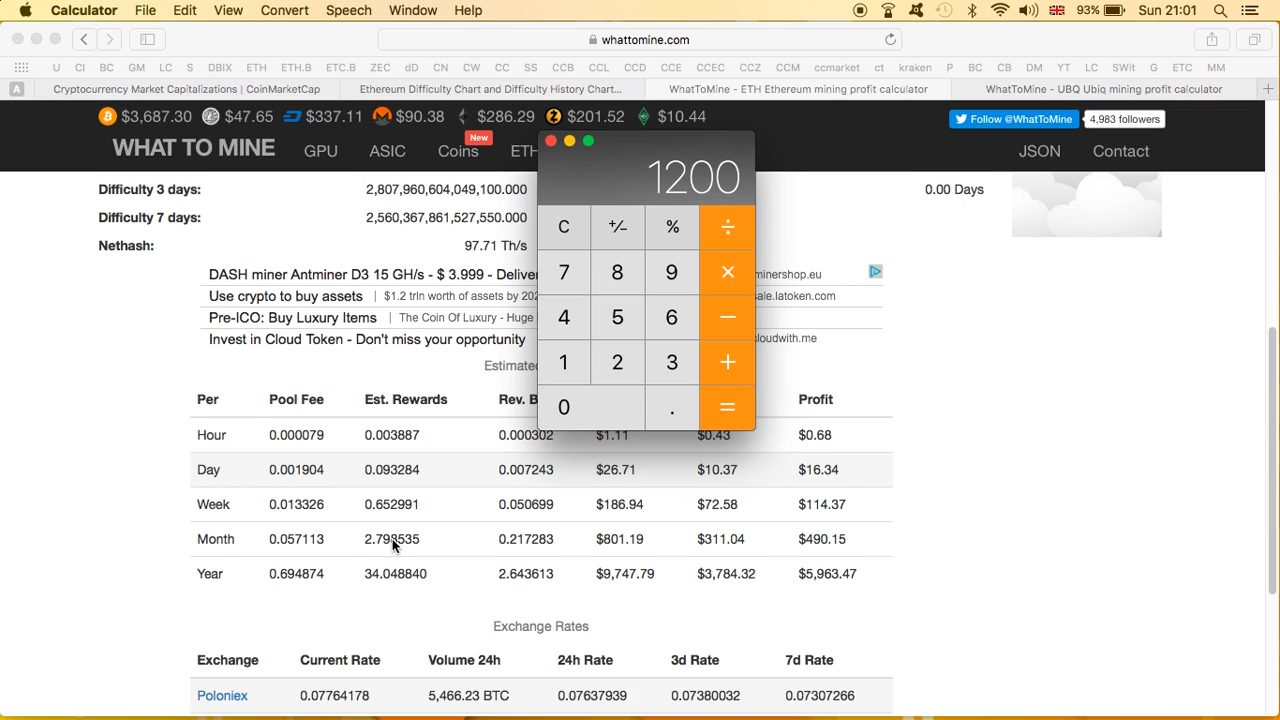 Calculator File Edit View Convert Speech Window Help 93% Sun 21:01
whattomine.com
U CI BC GM LC S DBIX ETH ETH.B ETC.B ZEC dD CN CW CC SS CCB CCL CCD CCE CCEC CCZ CCM ccmarket ct kraken P BC CB DM YT LC SWit G ETC MM
A Cryptocurrency Market Capitalizations | CoinMarketCap Ethereum Difficulty Chart and Difficulty History Chart... WhatToMine - ETH Ethereum mining profit calculator WhatToMine - UBQ Ubiq mining profit calculator +
$3,687.30 $47.65 $337.11 $90.38 $286.29 $201.52 $10.44 Follow @WhatToMine 4,983 followers
New
WHAT TO MINE GPU ASIC Coins ETH JSON Contact
1200
Difficulty 3 days: 2,807,960,604,049,100.000 0.00 Days
Difficulty 7 days: 2,560,367,861,527,550.000
Nethash: 97.71 Th/s
C +/− % ÷
7 8 9 ×
4 5 6 −
1 2 3 +
0 . =
DASH miner Antminer D3 15 GH/s - $ 3.999 - Deliver minershop.eu
Use crypto to buy assets | $1.2 trln worth of assets by 202 sale.latoken.com
Pre-ICO: Buy Luxury Items | The Coin Of Luxury - Huge
Invest in Cloud Token - Don't miss your opportunity cloudwith.me
Estimated
Per Pool Fee Est. Rewards Rev. B Profit
Hour 0.000079 0.003887 0.000302 $1.11 $0.43 $0.68
Day 0.001904 0.093284 0.007243 $26.71 $10.37 $16.34
Week 0.013326 0.652991 0.050699 $186.94 $72.58 $114.37
Month 0.057113 2.798535 0.217283 $801.19 $311.04 $490.15
Year 0.694874 34.048840 2.643613 $9,747.79 $3,784.32 $5,963.47
Exchange Rates
Exchange Current Rate Volume 24h 24h Rate 3d Rate 7d Rate
Poloniex 0.07764178 5,466.23 BTC 0.07637939 0.07380032 0.07307266